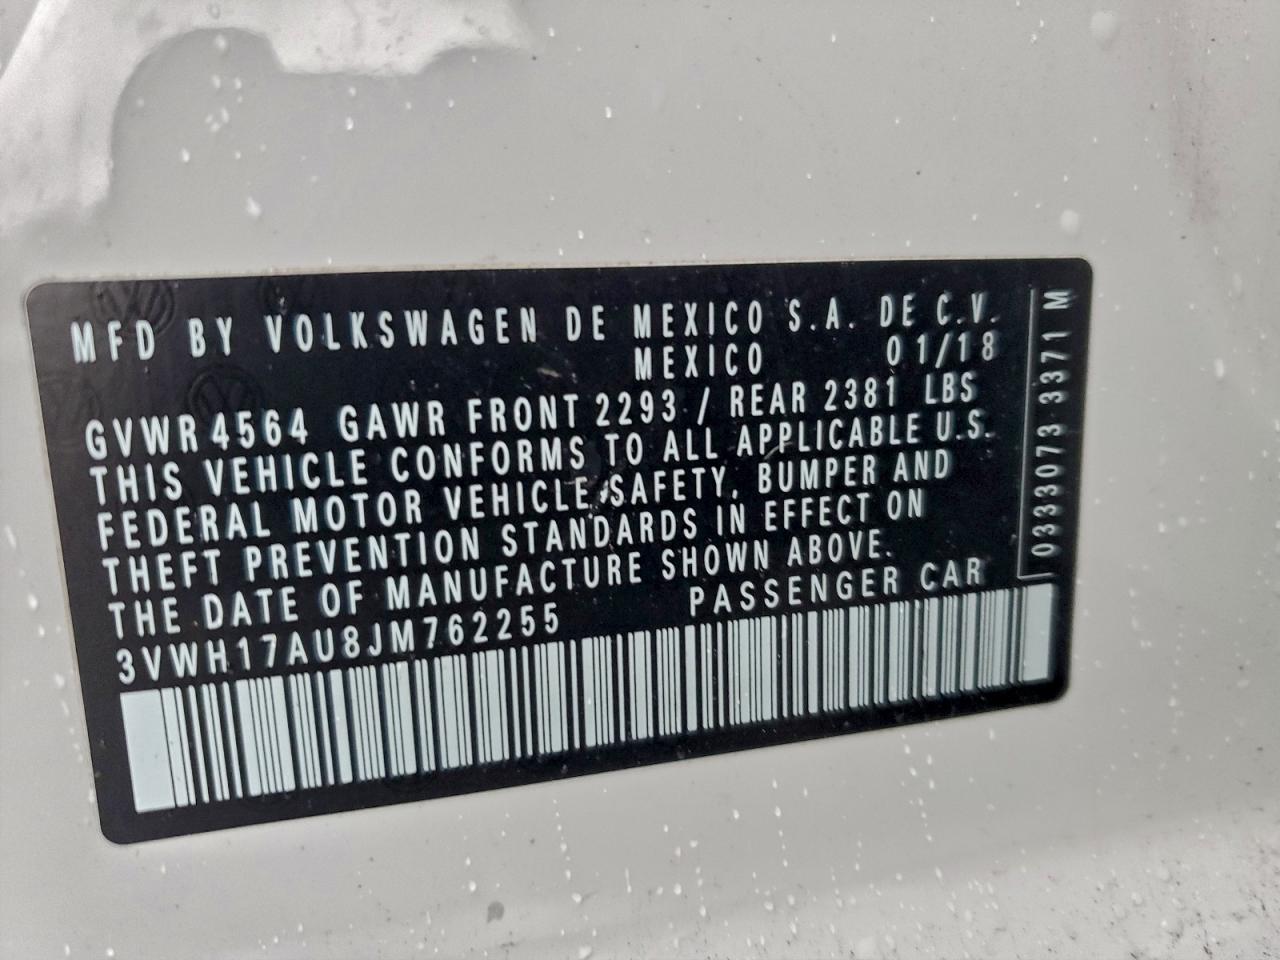 MFD BY VOLKSWAGEN DE MEXICO S.A. DE C.V.
MEXICO 01/18
GVWR 4564 GAWR FRONT 2293 / REAR 2381 LBS
THIS VEHICLE CONFORMS TO ALL APPLICABLE U.S.
FEDERAL MOTOR VEHICLE SAFETY, BUMPER AND
THEFT PREVENTION STANDARDS IN EFFECT ON
THE DATE OF MANUFACTURE SHOWN ABOVE.
3VWH17AU8JM762255 PASSENGER CAR
0333073 3371 M